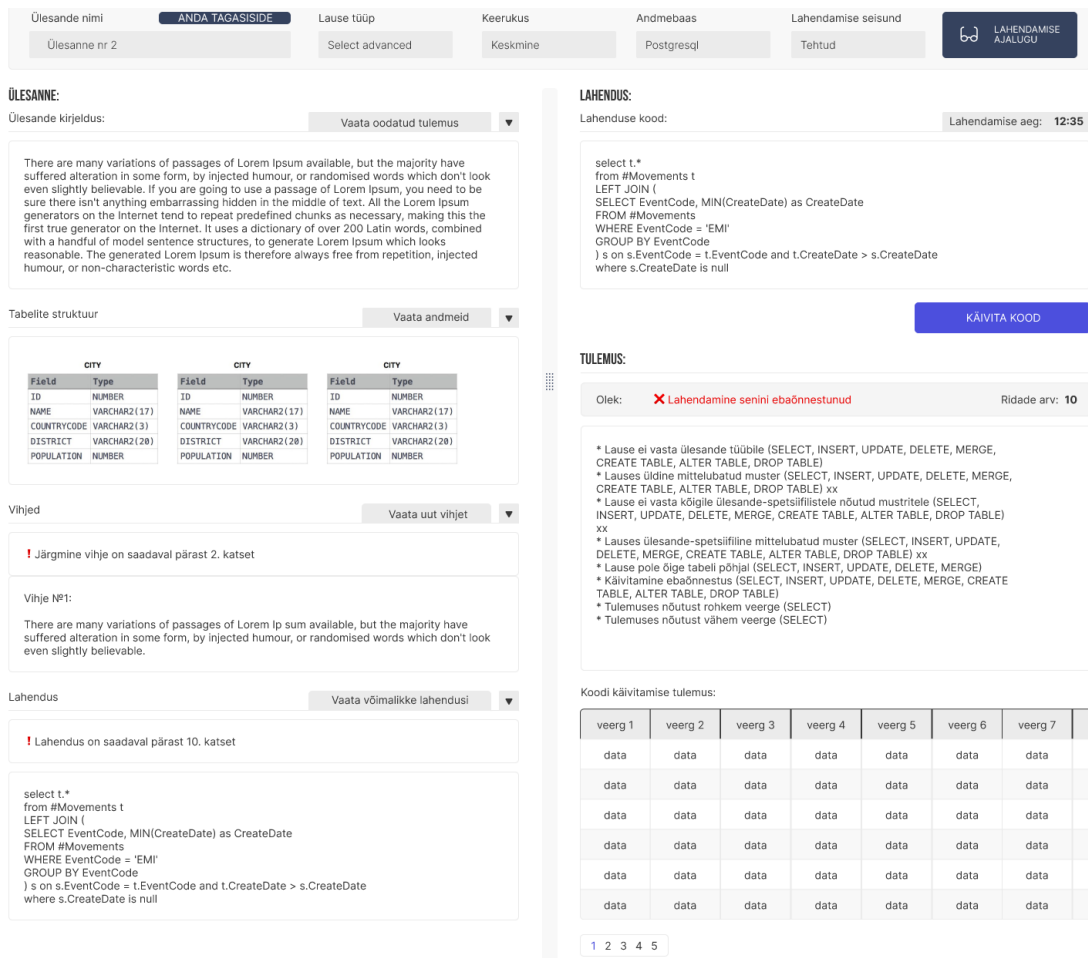 Ülesanne nimi
ANDA TAGASISIDE
Lause tüüp
Keerukus
Andmebaas
Lahendamise seisund
Ülesanne nr 2
Select advanced
Keskmine
Postgresql
Tehtud
LAHENDAMISE
AJALUGU
ÜLESANNE:
Ülesande kirjeldus:
Vaata oodatud tulemus
There are many variations of passages of Lorem Ipsum available, but the majority have
suffered alteration in some form, by injected humour, or randomised words which don't look
even slightly believable. If you are going to use a passage of Lorem Ipsum, you need to be
sure there isn't anything embarrassing hidden in the middle of text. All the Lorem Ipsum
generators on the Internet tend to repeat predefined chunks as necessary, making this the
first true generator on the Internet. It uses a dictionary of over 200 Latin words, combined
with a handful of model sentence structures, to generate Lorem Ipsum which looks
reasonable. The generated Lorem Ipsum is therefore always free from repetition, injected
humour, or non-characteristic words etc.
Tabelite struktuur
Vaata andmeid
CITY CITY CITY
Field Type Field Type Field Type
ID NUMBER ID NUMBER ID NUMBER
NAME VARCHAR2(17) NAME VARCHAR2(17) NAME VARCHAR2(17)
COUNTRYCODE VARCHAR2(3) COUNTRYCODE VARCHAR2(3) COUNTRYCODE VARCHAR2(3)
DISTRICT VARCHAR2(20) DISTRICT VARCHAR2(20) DISTRICT VARCHAR2(20)
POPULATION NUMBER POPULATION NUMBER POPULATION NUMBER
Vihjed
Vaata uut vihjet
! Järgmine vihje on saadaval pärast 2. katset
Vihje №1:
There are many variations of passages of Lorem Ip sum available, but the majority have
suffered alteration in some form, by injected humour, or randomised words which don't look
even slightly believable.
Lahendus
Vaata võimalikke lahendusi
! Lahendus on saadaval pärast 10. katset
select t.*
from #Movements t
LEFT JOIN (
SELECT EventCode, MIN(CreateDate) as CreateDate
FROM #Movements
WHERE EventCode = 'EMI'
GROUP BY EventCode
) s on s.EventCode = t.EventCode and t.CreateDate > s.CreateDate
where s.CreateDate is null
LAHENDUS:
Lahenduse kood:
Lahendamise aeg: 12:35
select t.*
from #Movements t
LEFT JOIN (
SELECT EventCode, MIN(CreateDate) as CreateDate
FROM #Movements
WHERE EventCode = 'EMI'
GROUP BY EventCode
) s on s.EventCode = t.EventCode and t.CreateDate > s.CreateDate
where s.CreateDate is null
KÄIVITA KOOD
TULEMUS:
Olek:
Lahendamine senini ebaõnnestunud
Ridade arv: 10
* Lause ei vasta ülesande tüübile (SELECT, INSERT, UPDATE, DELETE, MERGE,
CREATE TABLE, ALTER TABLE, DROP TABLE)
* Lauses üldine mittelubatud muster (SELECT, INSERT, UPDATE, DELETE, MERGE,
CREATE TABLE, ALTER TABLE, DROP TABLE) xx
* Lause ei vasta kõigile ülesande-spetsiifilistele nõutud mustritele (SELECT,
INSERT, UPDATE, DELETE, MERGE, CREATE TABLE, ALTER TABLE, DROP TABLE)
xx
* Lauses ülesande-spetsiifiline mittelubatud muster (SELECT, INSERT, UPDATE,
DELETE, MERGE, CREATE TABLE, ALTER TABLE, DROP TABLE) xx
* Lause pole õige tabeli põhjal (SELECT, INSERT, UPDATE, DELETE, MERGE)
* Käivitamine ebaõnnestus (SELECT, INSERT, UPDATE, DELETE, MERGE, CREATE
TABLE, ALTER TABLE, DROP TABLE)
* Tulemuses nõutust rohkem veerge (SELECT)
* Tulemuses nõutust vähem veerge (SELECT)
Koodi käivitamise tulemus:
veerg 1 veerg 2 veerg 3 veerg 4 veerg 5 veerg 6 veerg 7
data data data data data data data
data data data data data data data
data data data data data data data
data data data data data data data
data data data data data data data
data data data data data data data
1 2 3 4 5